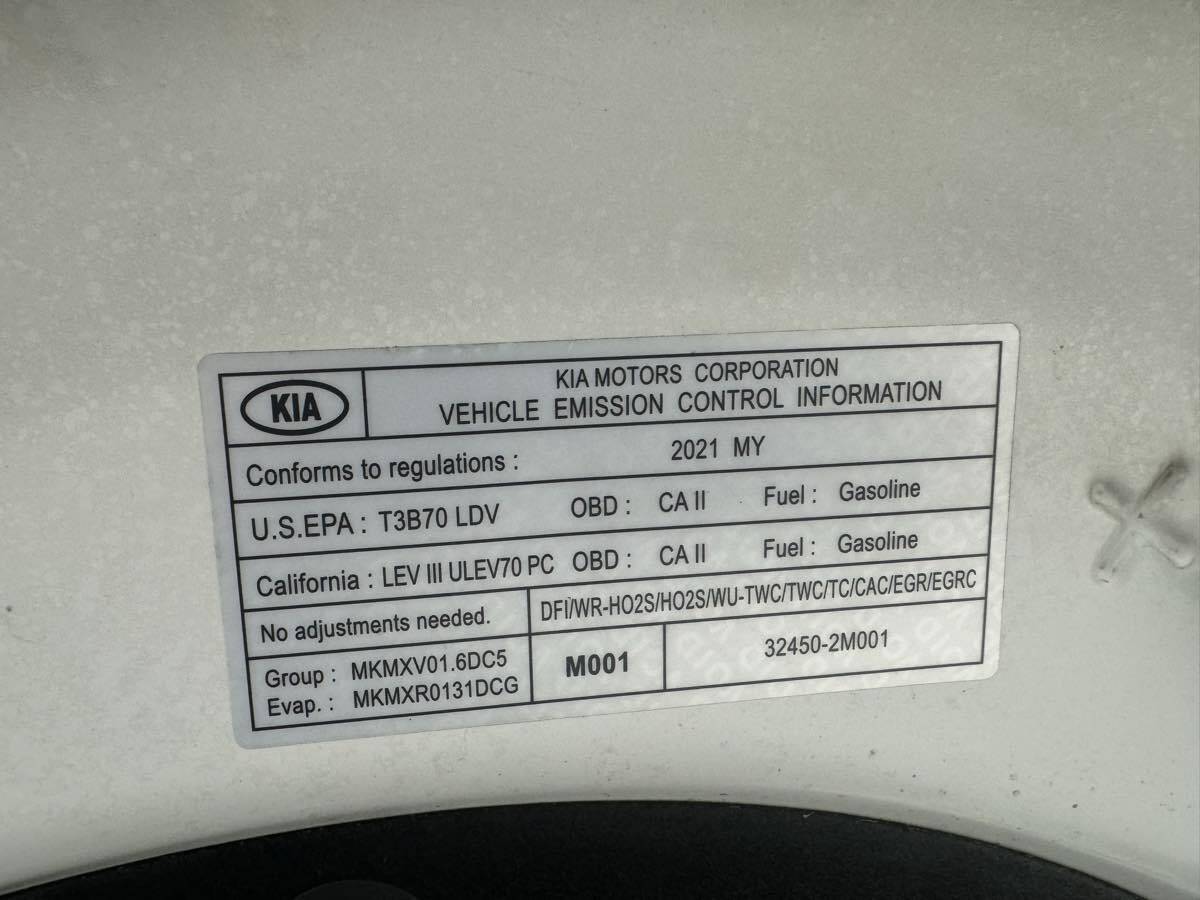 KIA
KIA MOTORS CORPORATION
VEHICLE EMISSION CONTROL INFORMATION
Conforms to regulations : 2021 MY
U.S.EPA : T3B70 LDV OBD : CA II Fuel : Gasoline
California : LEV III ULEV70 PC OBD : CA II Fuel : Gasoline
No adjustments needed. DFI/WR-HO2S/HO2S/WU-TWC/TWC/TC/CAC/EGR/EGRC
Group : MKMXV01.6DC5
Evap. : MKMXR0131DCG
M001
32450-2M001